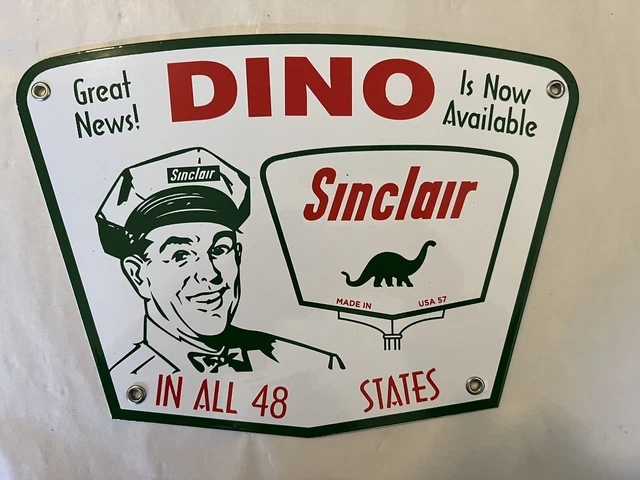 Great News!
DINO
Is Now Available
Sinclair
Sinclair
MADE IN USA 57
IN ALL 48 STATES